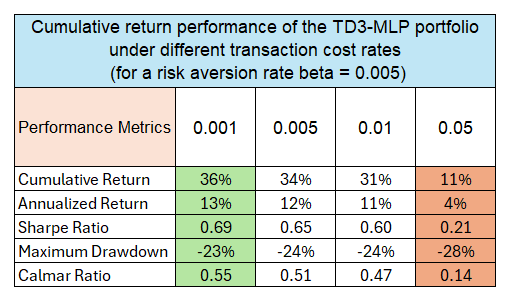 Cumulative return performance of the TD3-MLP portfolio
under different transaction cost rates
(for a risk aversion rate beta = 0.005)
Performance Metrics 0.001 0.005 0.01 0.05
Cumulative Return 36% 34% 31% 11%
Annualized Return 13% 12% 11% 4%
Sharpe Ratio 0.69 0.65 0.60 0.21
Maximum Drawdown -23% -24% -24% -28%
Calmar Ratio 0.55 0.51 0.47 0.14